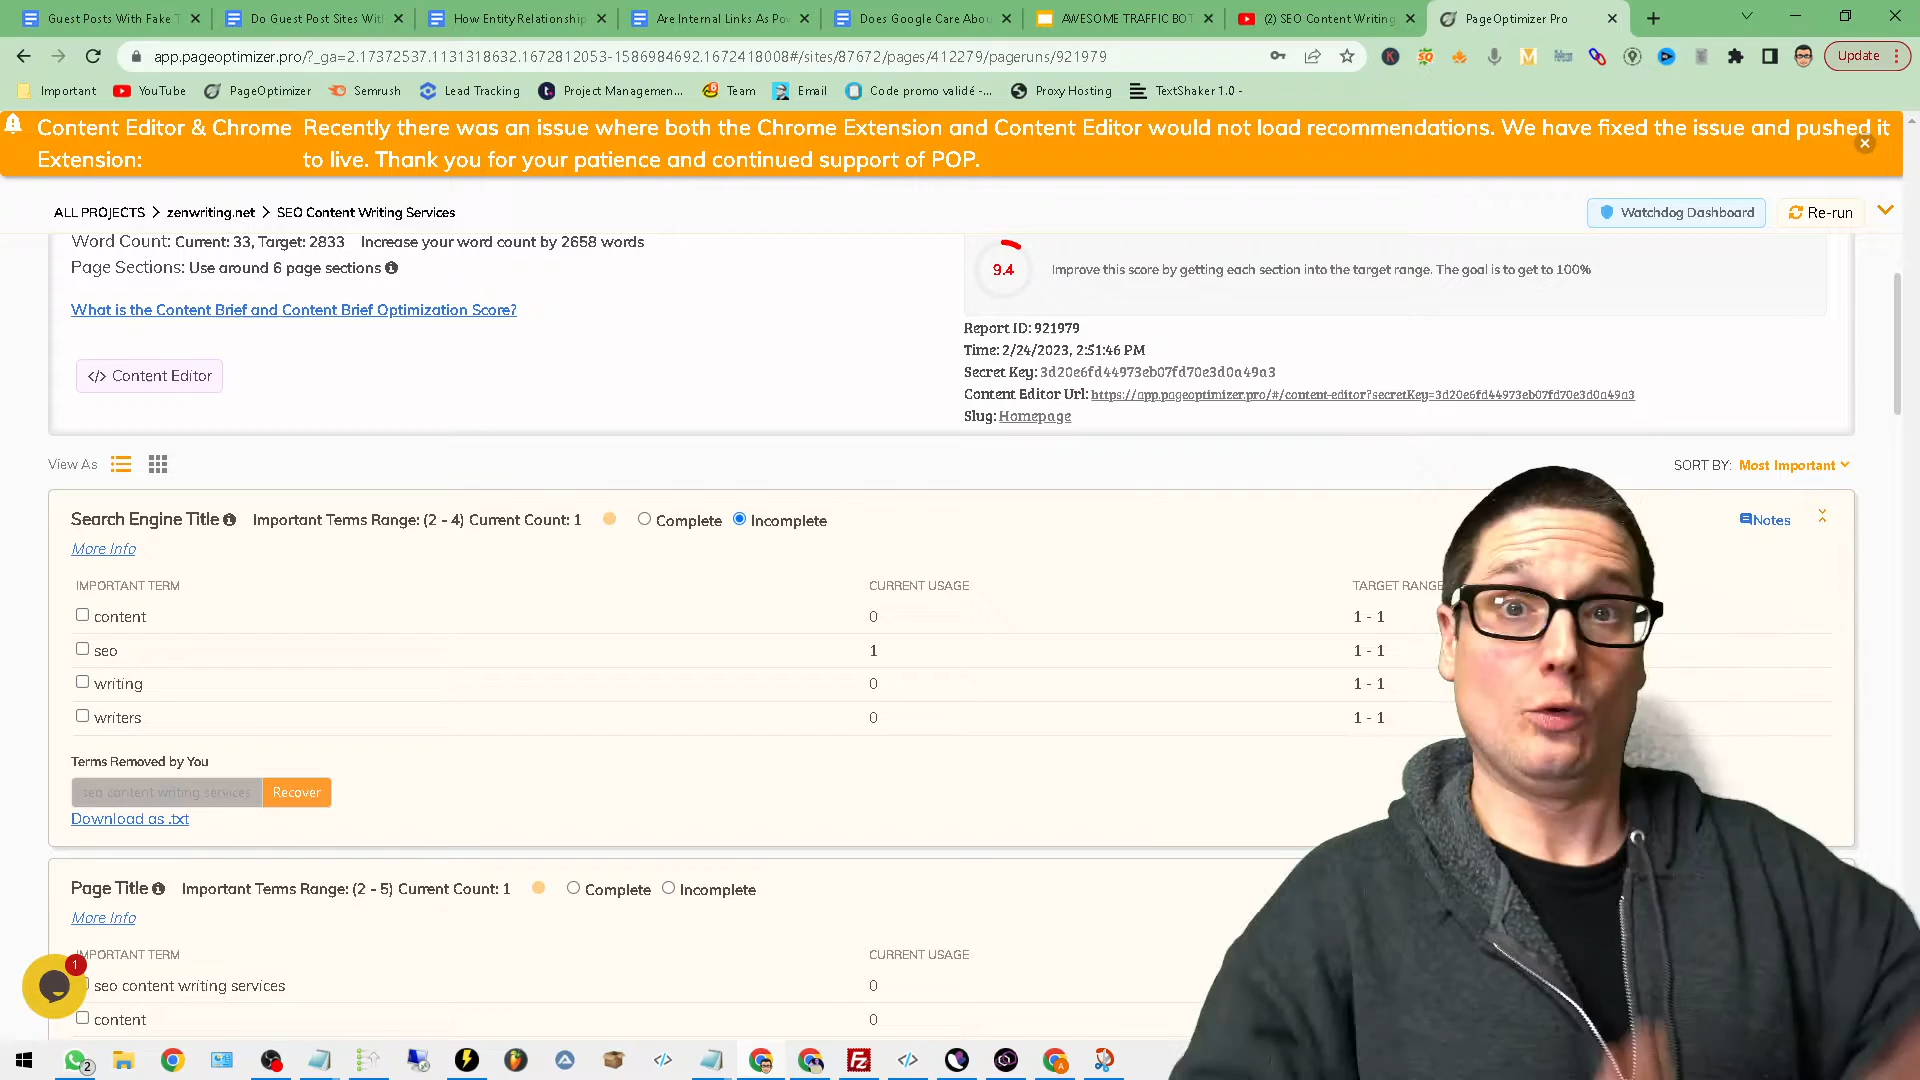 Guest Posts With Fake T
Do Guest Post Sites Wit
How Entity Relationship
Are Internal Links As Po
Does Google Care Abou
AWESOME TRAFFIC BOT
(2) SEO Content Writing
PageOptimizer Pro
app.pageoptimizer.pro/?_ga=2.17372537.1131318632.1672812053-1586984692.1672418008#/sites/87672/pages/412279/pageruns/921979
Update
Important
YouTube
PageOptimizer
Semrush
Lead Tracking
Project Managemen...
Team
Email
Code promo validé -...
Proxy Hosting
TextShaker 1.0 -
Content Editor & Chrome Extension:
Recently there was an issue where both the Chrome Extension and Content Editor would not load recommendations. We have fixed the issue and pushed it
to live. Thank you for your patience and continued support of POP.
ALL PROJECTS > zenwriting.net > SEO Content Writing Services
Watchdog Dashboard
Re-run
Word Count: Current: 33, Target: 2833 Increase your word count by 2658 words
Page Sections: Use around 6 page sections
What is the Content Brief and Content Brief Optimization Score?
</> Content Editor
9.4
Improve this score by getting each section into the target range. The goal is to get to 100%
Report ID: 921979
Time: 2/24/2023, 2:51:46 PM
Secret Key: 3d20e6fd44973eb07fd70e3d0a49a3
Content Editor Url: https://app.pageoptimizer.pro/#/content-editor?secretKey=3d20e6fd44973eb07fd70e3d0a49a3
Slug: Homepage
View As
SORT BY: Most Important
Search Engine Title Important Terms Range: (2 - 4) Current Count: 1 Complete Incomplete
Notes
More Info
IMPORTANT TERM CURRENT USAGE TARGET RANGE
content 0 1 - 1
seo 1 1 - 1
writing 0 1 - 1
writers 0 1 - 1
Terms Removed by You
seo content writing services Recover
Download as .txt
Page Title Important Terms Range: (2 - 5) Current Count: 1 Complete Incomplete
More Info
IMPORTANT TERM CURRENT USAGE
seo content writing services 0
content 0
1
2